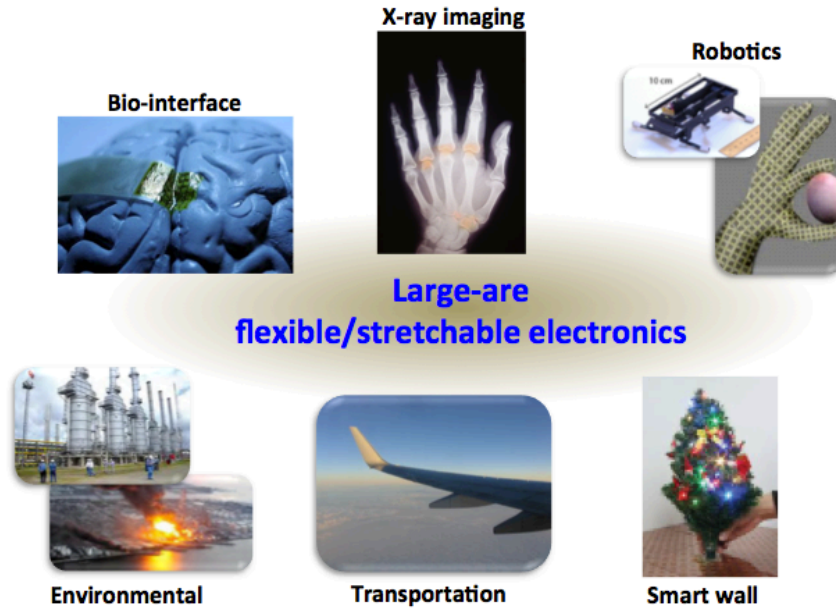 X-ray imaging
Robotics
Bio-interface
10 cm
Large-are
flexible/stretchable electronics
Environmental
Transportation
Smart wall